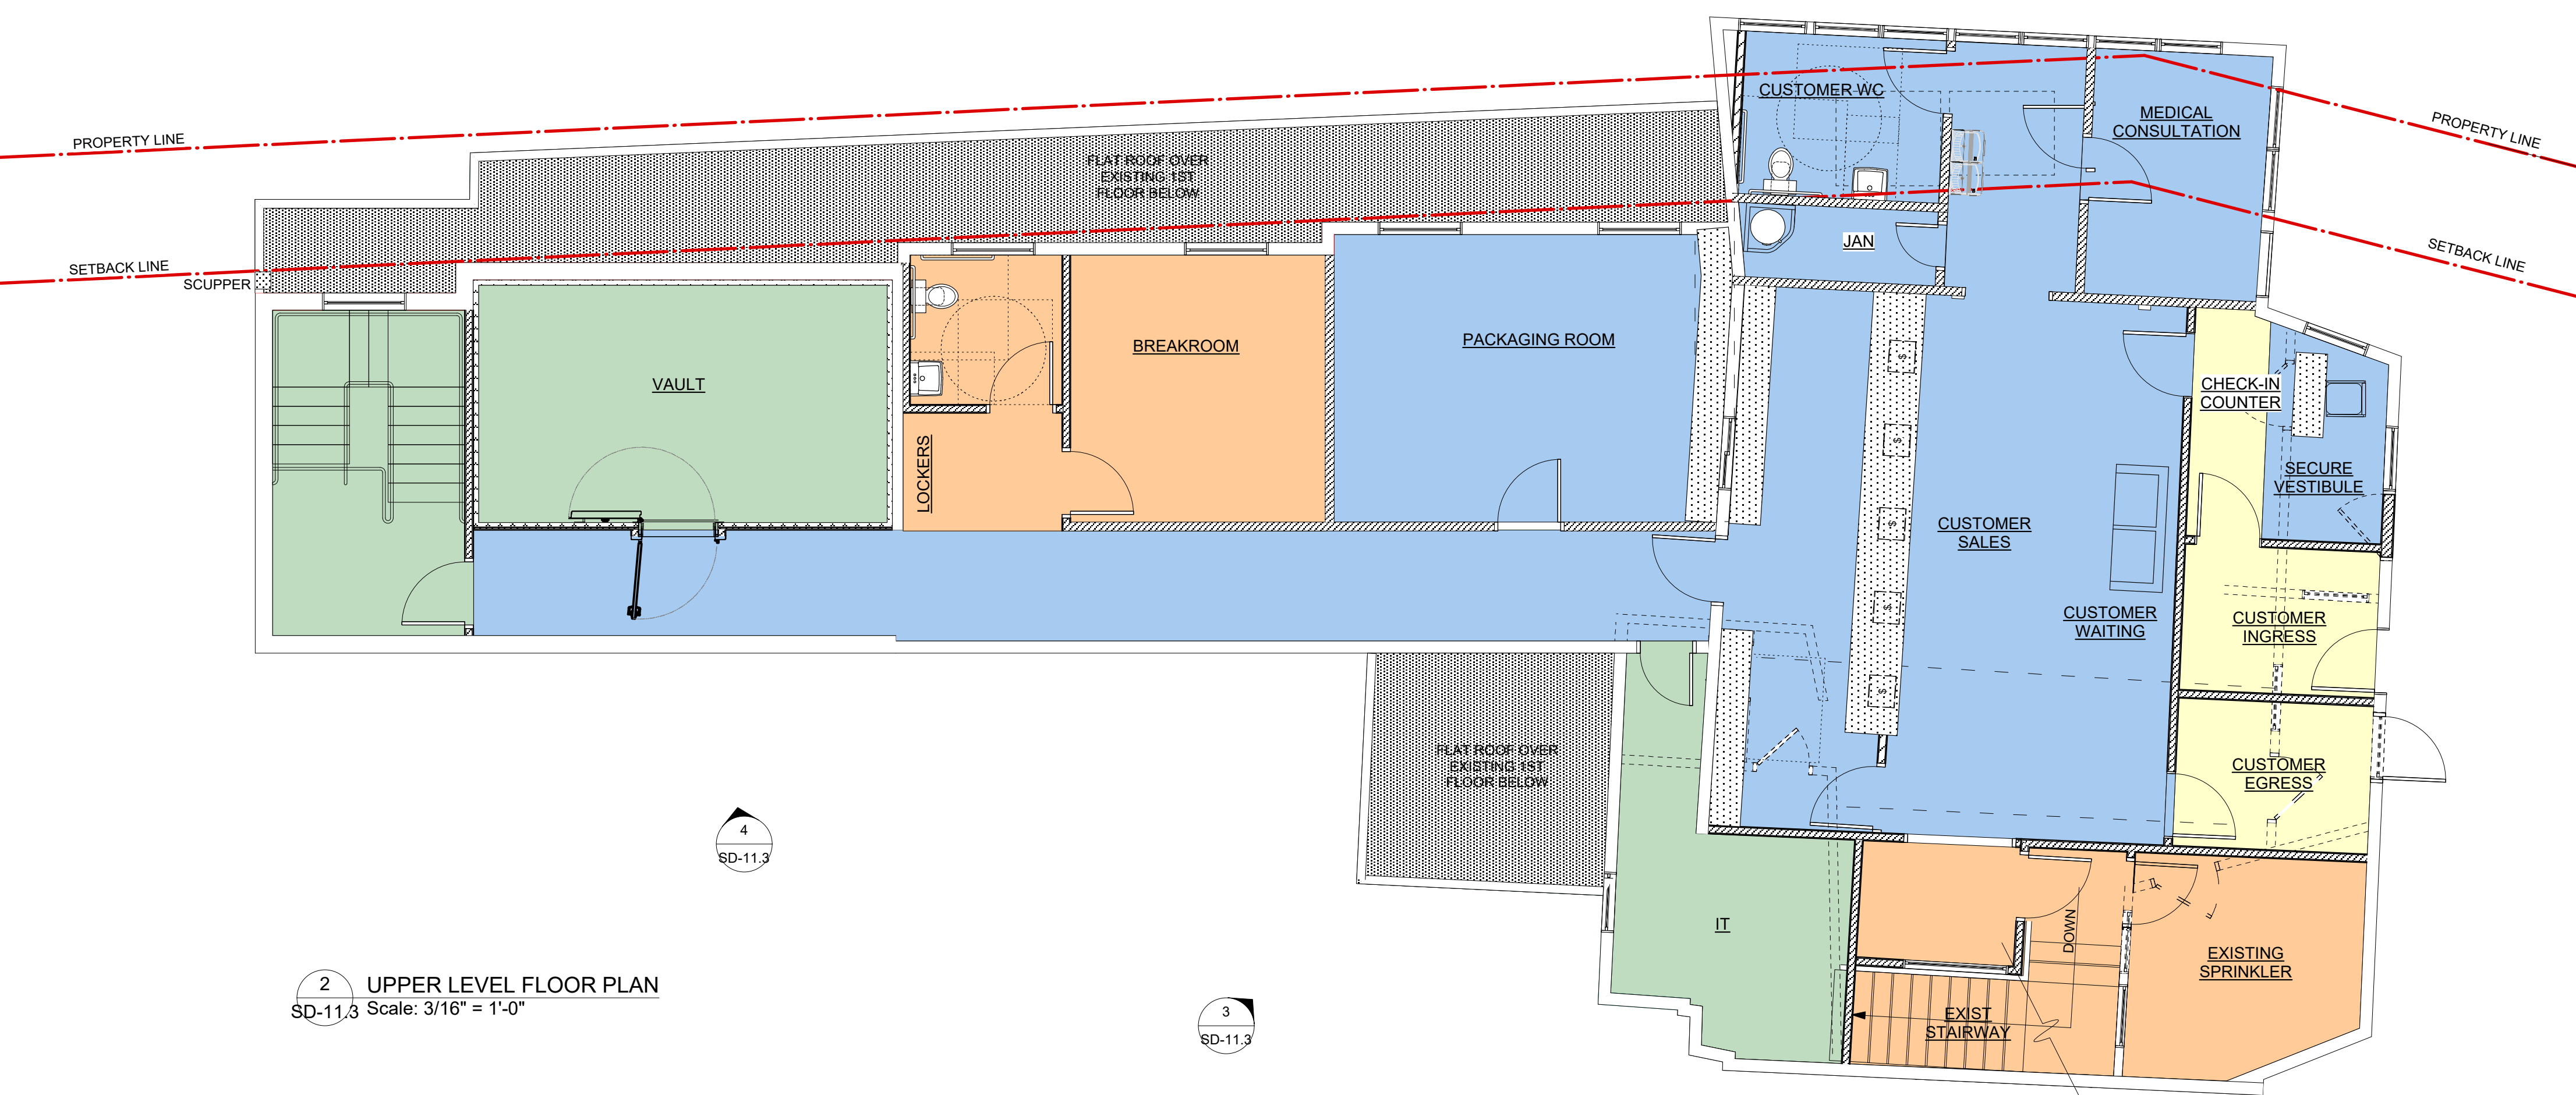 PROPERTY LINE
SETBACK LINE
SCUPPER
FLAT ROOF OVER
EXISTING 1ST
FLOOR BELOW
CUSTOMER WC
MEDICAL
CONSULTATION
PROPERTY LINE
SETBACK LINE
JAN
VAULT
LOCKERS
BREAKROOM
PACKAGING ROOM
CHECK-IN
COUNTER
SECURE
VESTIBULE
S
S
S
S
S
CUSTOMER
SALES
CUSTOMER
WAITING
CUSTOMER
INGRESS
CUSTOMER
EGRESS
FLAT ROOF OVER
EXISTING 1ST
FLOOR BELOW
IT
DOWN
EXISTING
SPRINKLER
EXIST
STAIRWAY
4
SD-11.3
3
SD-11.3
2
SD-11.3
UPPER LEVEL FLOOR PLAN
Scale: 3/16" = 1'-0"